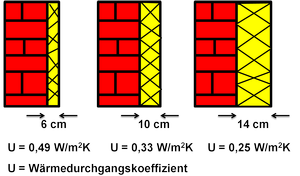 6 cm 10 cm 14 cm
U = 0,49 W/m²K U = 0,33 W/m²K U = 0,25 W/m²K
U = Wärmedurchgangskoeffizient